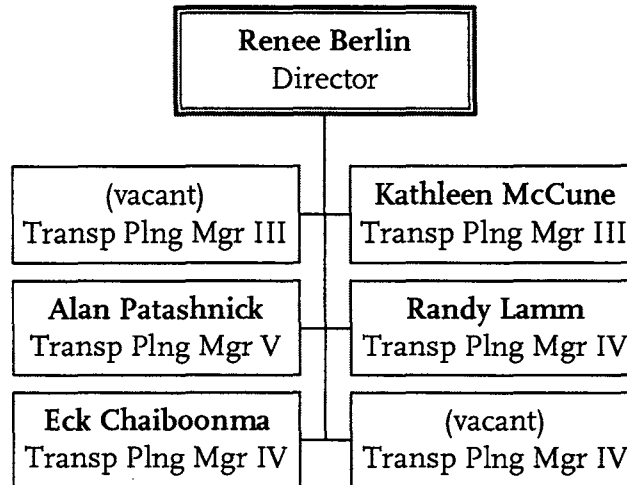 Renee Berlin
Director
(vacant)
Transp Plng Mgr III
Kathleen McCune
Transp Plng Mgr III
Alan Patashnick
Transp Plng Mgr V
Randy Lamm
Transp Plng Mgr IV
Eck Chaiboonma
Transp Plng Mgr IV
(vacant)
Transp Plng Mgr IV